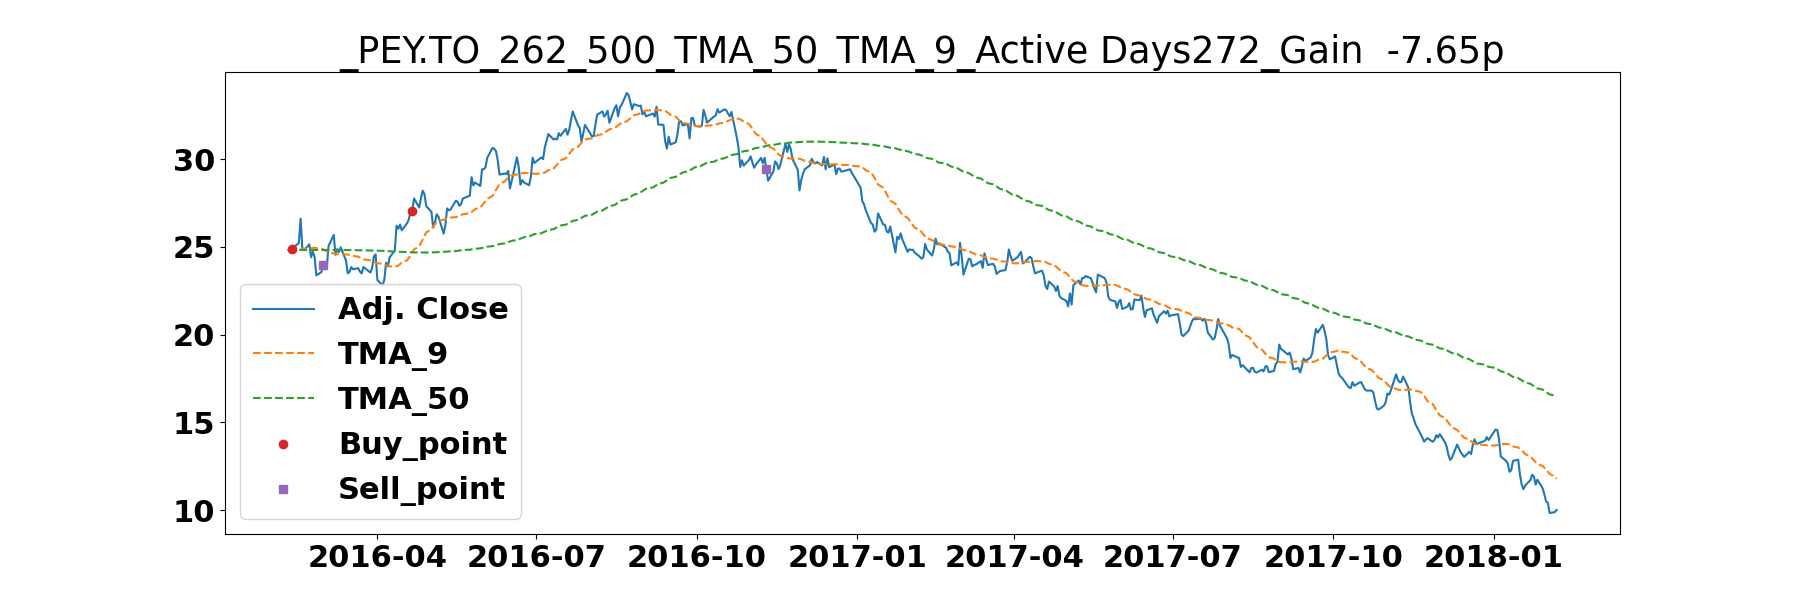 _PEY.TO_262_500_TMA_50_TMA_9_Active Days272_Gain  -7.65p
30
25
20
15
10
Adj. Close
TMA_9
TMA_50
Buy_point
Sell_point
2016-04 2016-07 2016-10 2017-01 2017-04 2017-07 2017-10 2018-01